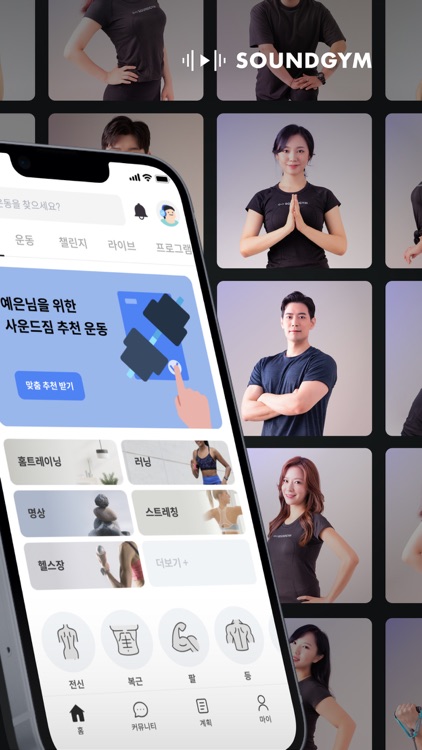 SOUNDGYM
운동을 찾으세요?
운동 챌린지 라이브 프로그램
예은님을 위한
사운드짐 추천 운동
맞춤 추천 받기
홈트레이닝 러닝
명상 스트레칭
헬스장 더보기 +
전신 복근 팔 등
홈 커뮤니티 계획 마이